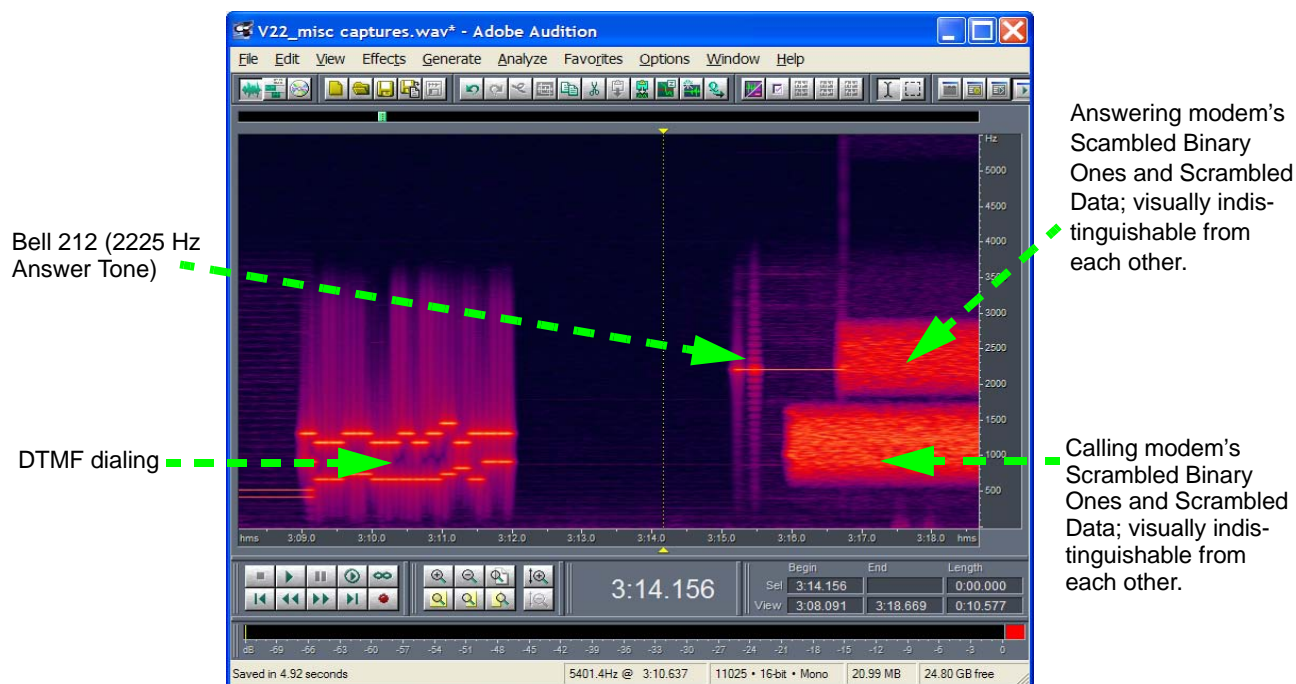 V22_misc captures.wav* - Adobe Audition
File Edit View Effects Generate Analyze Favorites Options Window Help
Answering modem's
Scambled Binary
Ones and Scrambled
Data; visually indis-
tinguishable from
each other.
Bell 212 (2225 Hz
Answer Tone)
DTMF dialing
Calling modem's
Scrambled Binary
Ones and Scrambled
Data; visually indis-
tinguishable from
each other.
Hz
5000
4500
4000
3500
3000
2500
2000
1500
1000
500
hms 3:09.0 3:10.0 3:11.0 3:12.0 3:13.0 3:14.0 3:15.0 3:16.0 3:17.0 3:18.0 hms
3:14.156
Begin End Length
Sel 3:14.156 0:00.000
View 3:08.091 3:18.669 0:10.577
dB -69 -66 -63 -60 -57 -54 -51 -48 -45 -42 -39 -36 -33 -30 -27 -24 -21 -18 -15 -12 -9 -6 -3 0
Saved in 4.92 seconds 5401.4Hz @ 3:10.637 11025 • 16-bit • Mono 20.99 MB 24.80 GB free